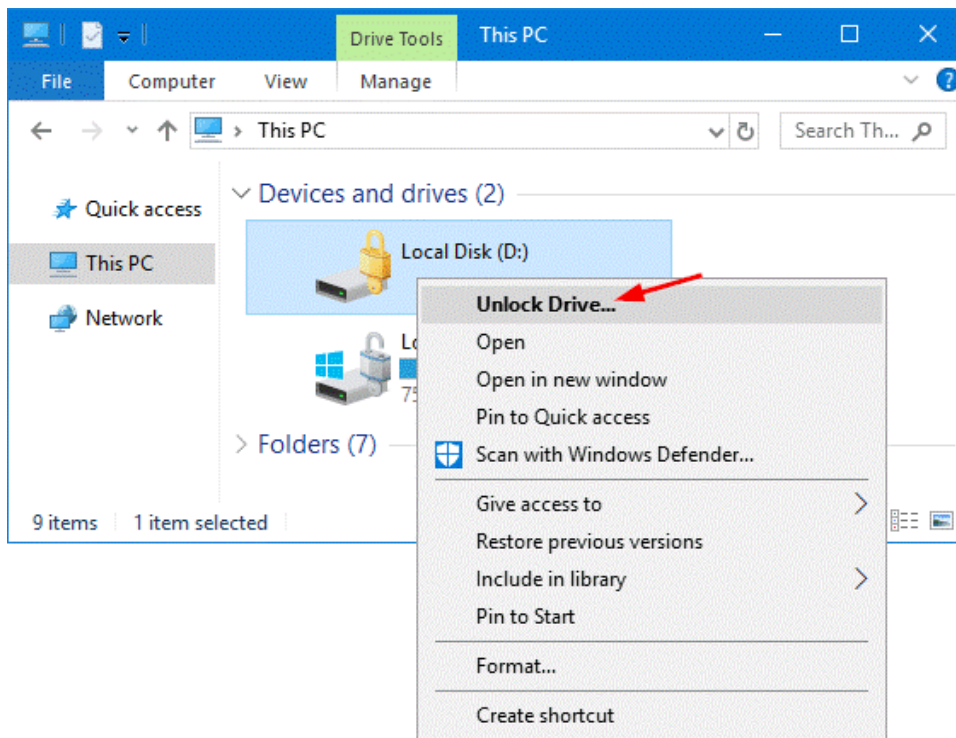 Drive Tools This PC
File Computer View Manage
This PC Search Th...
Quick access
This PC
Network
Devices and drives (2)
Local Disk (D:)
Folders (7)
9 items 1 item selected
Unlock Drive...
Open
Open in new window
Pin to Quick access
Scan with Windows Defender...
Give access to
Restore previous versions
Include in library
Pin to Start
Format...
Create shortcut